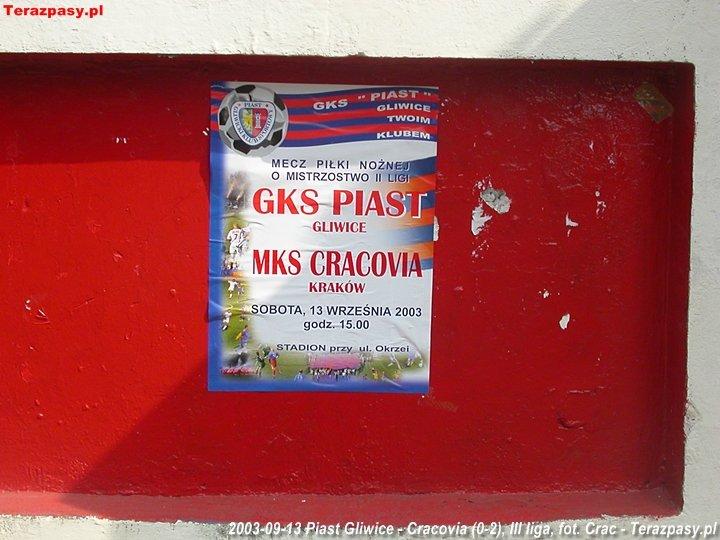 Terazpasy.pl
PIAST
GKS "PIAST"
GLIWICE
TWOIM
KLUBEM
MECZ PIŁKI NOŻNEJ
O MISTRZOSTWO II LIGI
GKS PIAST
GLIWICE
MKS CRACOVIA
KRAKÓW
SOBOTA, 13 WRZEŚNIA 2003
godz. 15.00
STADION przy ul. Okrzei
2003-09-13 Piast Gliwice - Cracovia (0-2), III liga, fot. Crac - Terazpasy.pl